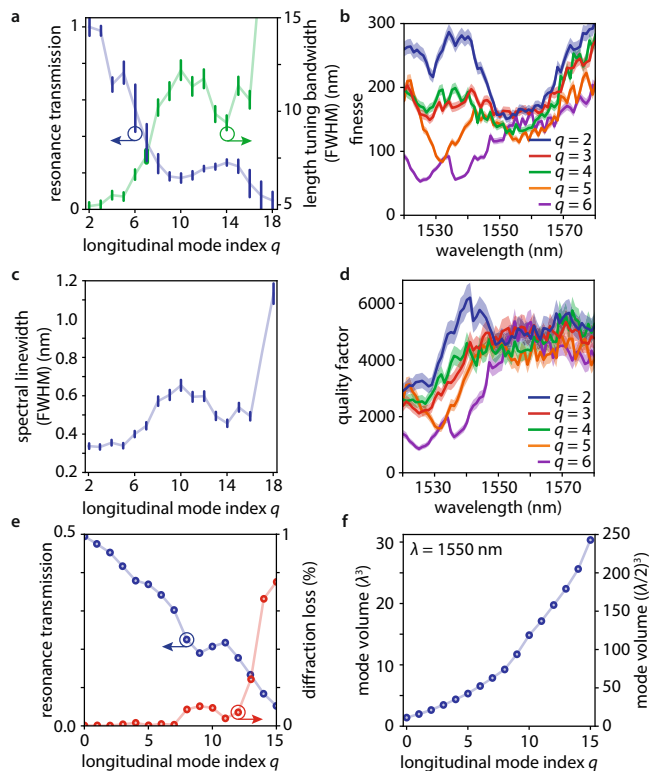 a
resonance transmission
1
0
2 6 10 14 18
longitudinal mode index q
15
10
5
length tuning bandwidth
(FWHM) (nm)
b
finesse
300
200
100
0
1530 1550 1570
wavelength (nm)
q = 2
q = 3
q = 4
q = 5
q = 6
c
spectral linewidth
(FWHM) (nm)
1.2
1.0
0.8
0.6
0.4
0.2
2 6 10 14 18
longitudinal mode index q
d
quality factor
6000
4000
2000
0
1530 1550 1570
wavelength (nm)
q = 2
q = 3
q = 4
q = 5
q = 6
e
resonance transmission
0.5
0.0
0 5 10 15
longitudinal mode index q
1
0
diffraction loss (%)
f
λ = 1550 nm
mode volume (λ³)
30
20
10
0
0 5 10 15
longitudinal mode index q
250
200
150
100
50
0
mode volume ((λ/2)³)